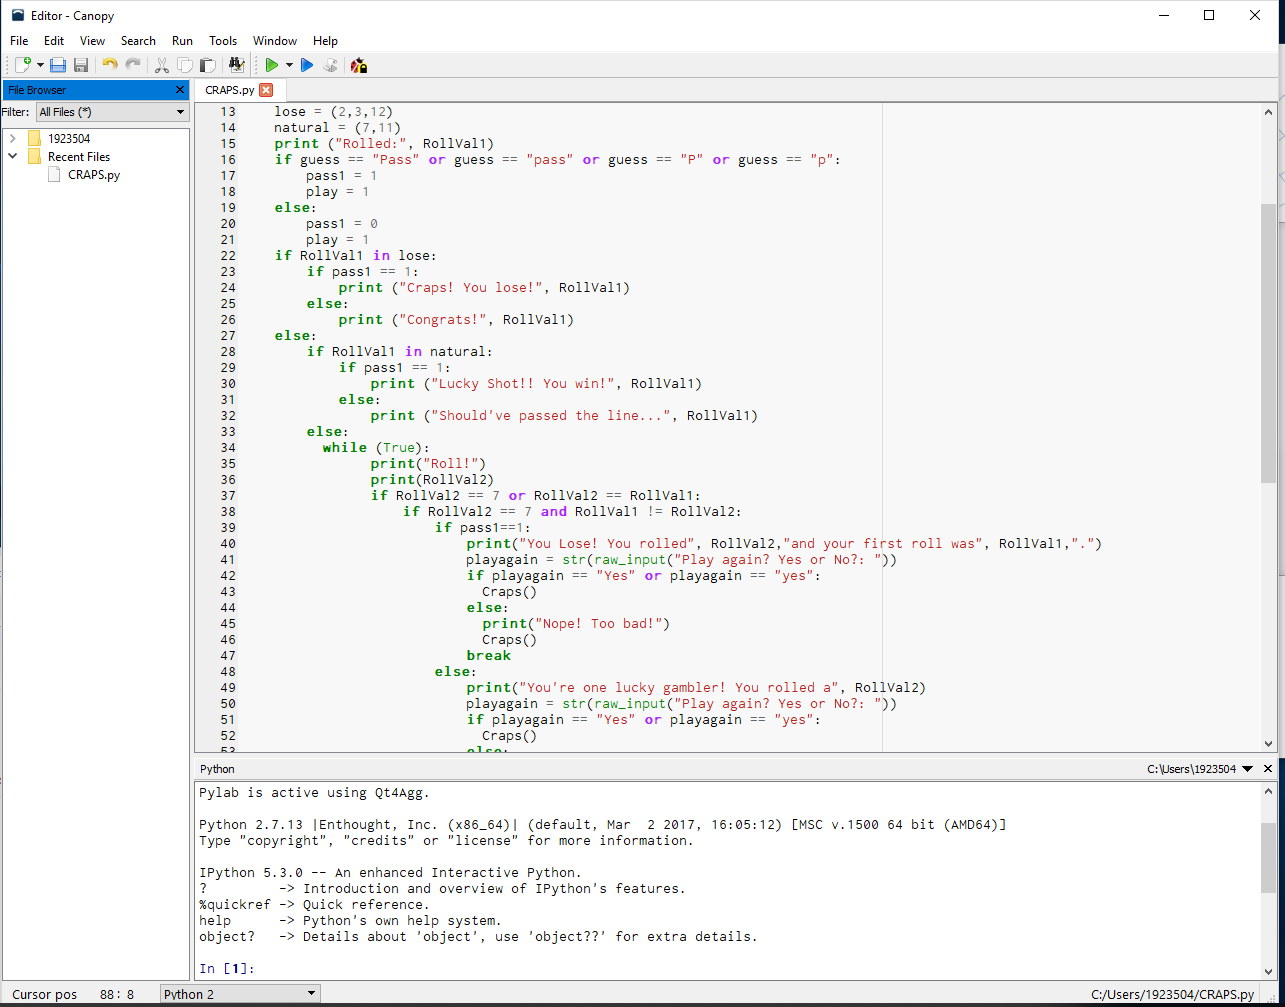 Editor - Canopy
File Edit View Search Run Tools Window Help
File Browser
Filter: All Files (*)
1923504
Recent Files
CRAPS.py
CRAPS.py
13 lose = (2,3,12)
14 natural = (7,11)
15 print ("Rolled:", RollVal1)
16 if guess == "Pass" or guess == "pass" or guess == "P" or guess == "p":
17 pass1 = 1
18 play = 1
19 else:
20 pass1 = 0
21 play = 1
22 if RollVal1 in lose:
23 if pass1 == 1:
24 print ("Craps! You lose!", RollVal1)
25 else:
26 print ("Congrats!", RollVal1)
27 else:
28 if RollVal1 in natural:
29 if pass1 == 1:
30 print ("Lucky Shot!! You win!", RollVal1)
31 else:
32 print ("Should've passed the line...", RollVal1)
33 else:
34 while (True):
35 print("Roll!")
36 print(RollVal2)
37 if RollVal2 == 7 or RollVal2 == RollVal1:
38 if RollVal2 == 7 and RollVal1 != RollVal2:
39 if pass1==1:
40 print("You Lose! You rolled", RollVal2,"and your first roll was", RollVal1,".")
41 playagain = str(raw_input("Play again? Yes or No?: "))
42 if playagain == "Yes" or playagain == "yes":
43 Craps()
44 else:
45 print("Nope! Too bad!")
46 Craps()
47 break
48 else:
49 print("You're one lucky gambler! You rolled a", RollVal2)
50 playagain = str(raw_input("Play again? Yes or No?: "))
51 if playagain == "Yes" or playagain == "yes":
52 Craps()
53 else:
Python C:\Users\1923504
Pylab is active using Qt4Agg.
Python 2.7.13 |Enthought, Inc. (x86_64)| (default, Mar  2 2017, 16:05:12) [MSC v.1500 64 bit (AMD64)]
Type "copyright", "credits" or "license" for more information.
IPython 5.3.0 -- An enhanced Interactive Python.
? -> Introduction and overview of IPython's features.
%quickref -> Quick reference.
help -> Python's own help system.
object? -> Details about 'object', use 'object??' for extra details.
In [1]:
Cursor pos 88 : 8 Python 2 C:/Users/1923504/CRAPS.py